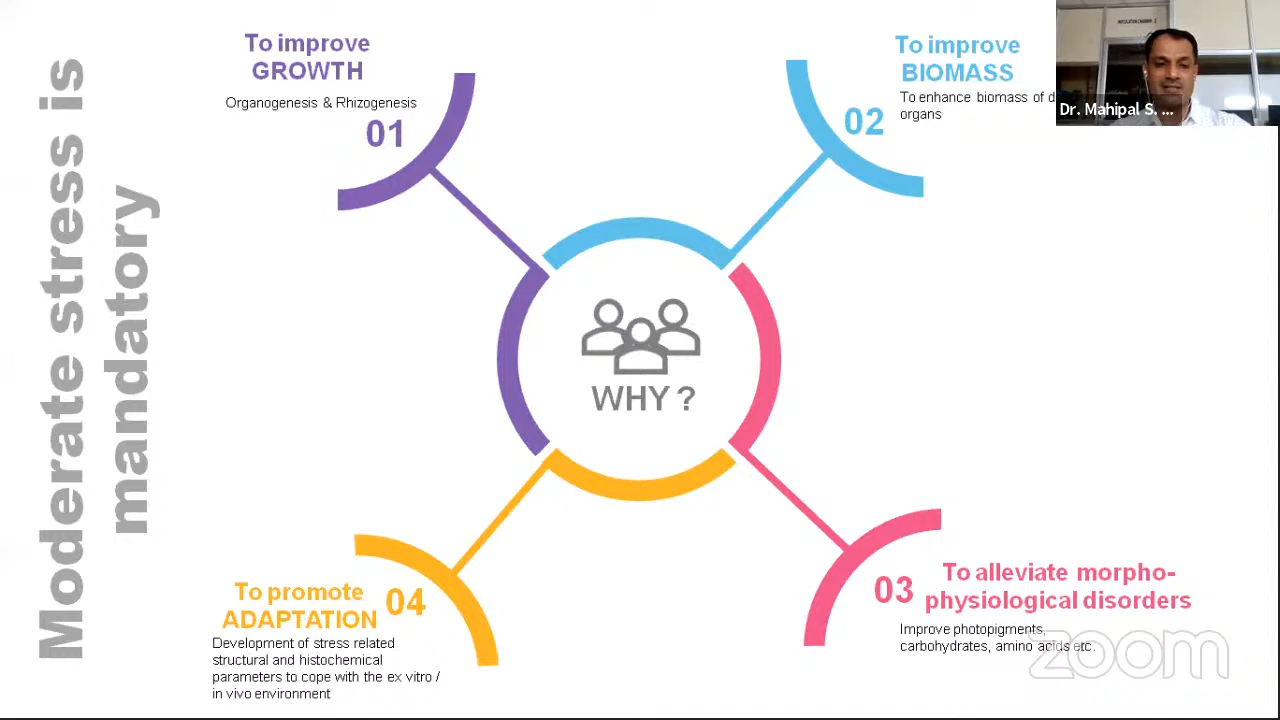 Moderate stress is
mandatory
To improve
GROWTH
Organogenesis & Rhizogenesis
01
To improve
BIOMASS
To enhance biomass of
organs
02
Dr. Mahipal S. ...
WHY ?
03
To alleviate morpho-
physiological disorders
Improve photopigments,
carbohydrates, amino acids etc.
zoom
To promote
ADAPTATION
04
Development of stress related
structural and histochemical
parameters to cope with the ex vitro /
in vivo environment